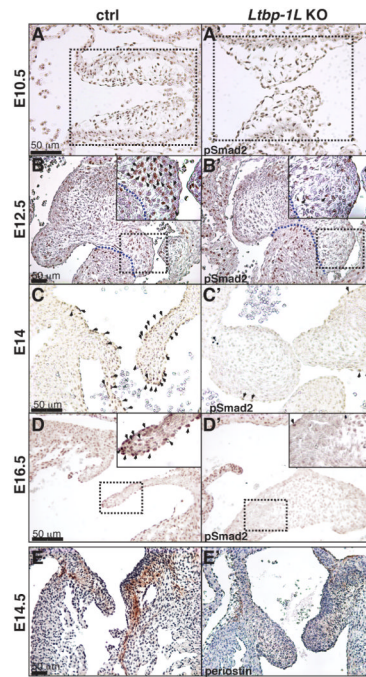 ctrl Ltbp-1L KO
E10.5
A A'
50 µm pSmad2
E12.5
B B'
50 pSmad2
E14
C C'
50 µm pSmad2
E16.5
D D'
50 µm pSmad2
E14.5
E E'
periostin